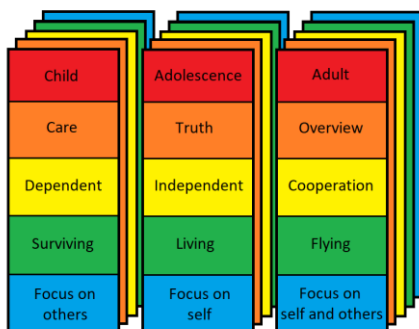 Child Adolescence Adult
Care Truth Overview
Dependent Independent Cooperation
Surviving Living Flying
Focus on others Focus on self Focus on self and others